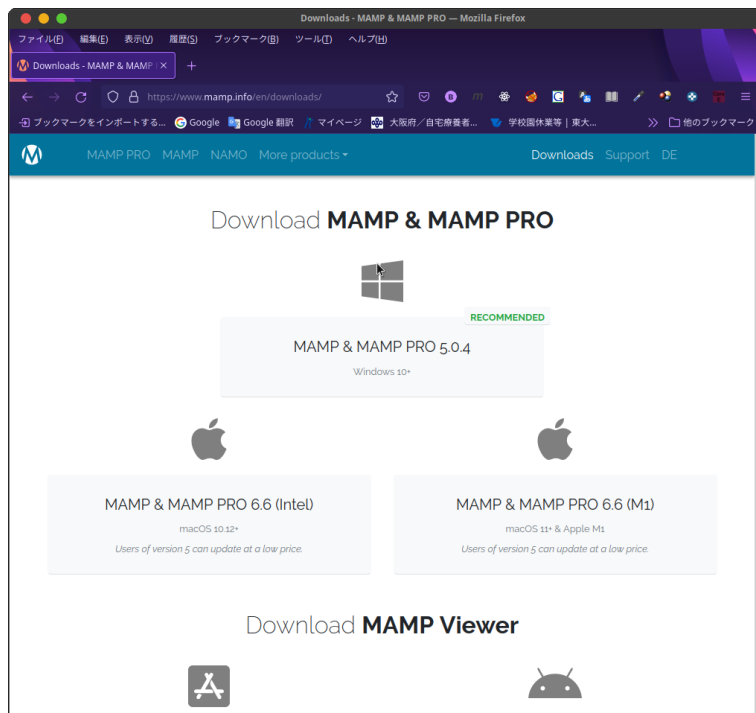 Downloads - MAMP & MAMP PRO — Mozilla Firefox
ファイル(F) 編集(E) 表示(V) 履歴(S) ブックマーク(B) ツール(T) ヘルプ(H)
Downloads - MAMP & MAMP
https://www.mamp.info/en/downloads/
ブックマークをインポートする... Google Google 翻訳 マイページ 大阪府／自宅療養者... 学校園休業等 | 東大... 他のブックマーク
MAMP PRO MAMP NAMO More products Downloads Support DE
Download MAMP & MAMP PRO
RECOMMENDED
MAMP & MAMP PRO 5.0.4
Windows 10+
MAMP & MAMP PRO 6.6 (Intel) MAMP & MAMP PRO 6.6 (M1)
macOS 10.12+ macOS 11+ & Apple M1
Users of version 5 can update at a low price. Users of version 5 can update at a low price.
Download MAMP Viewer